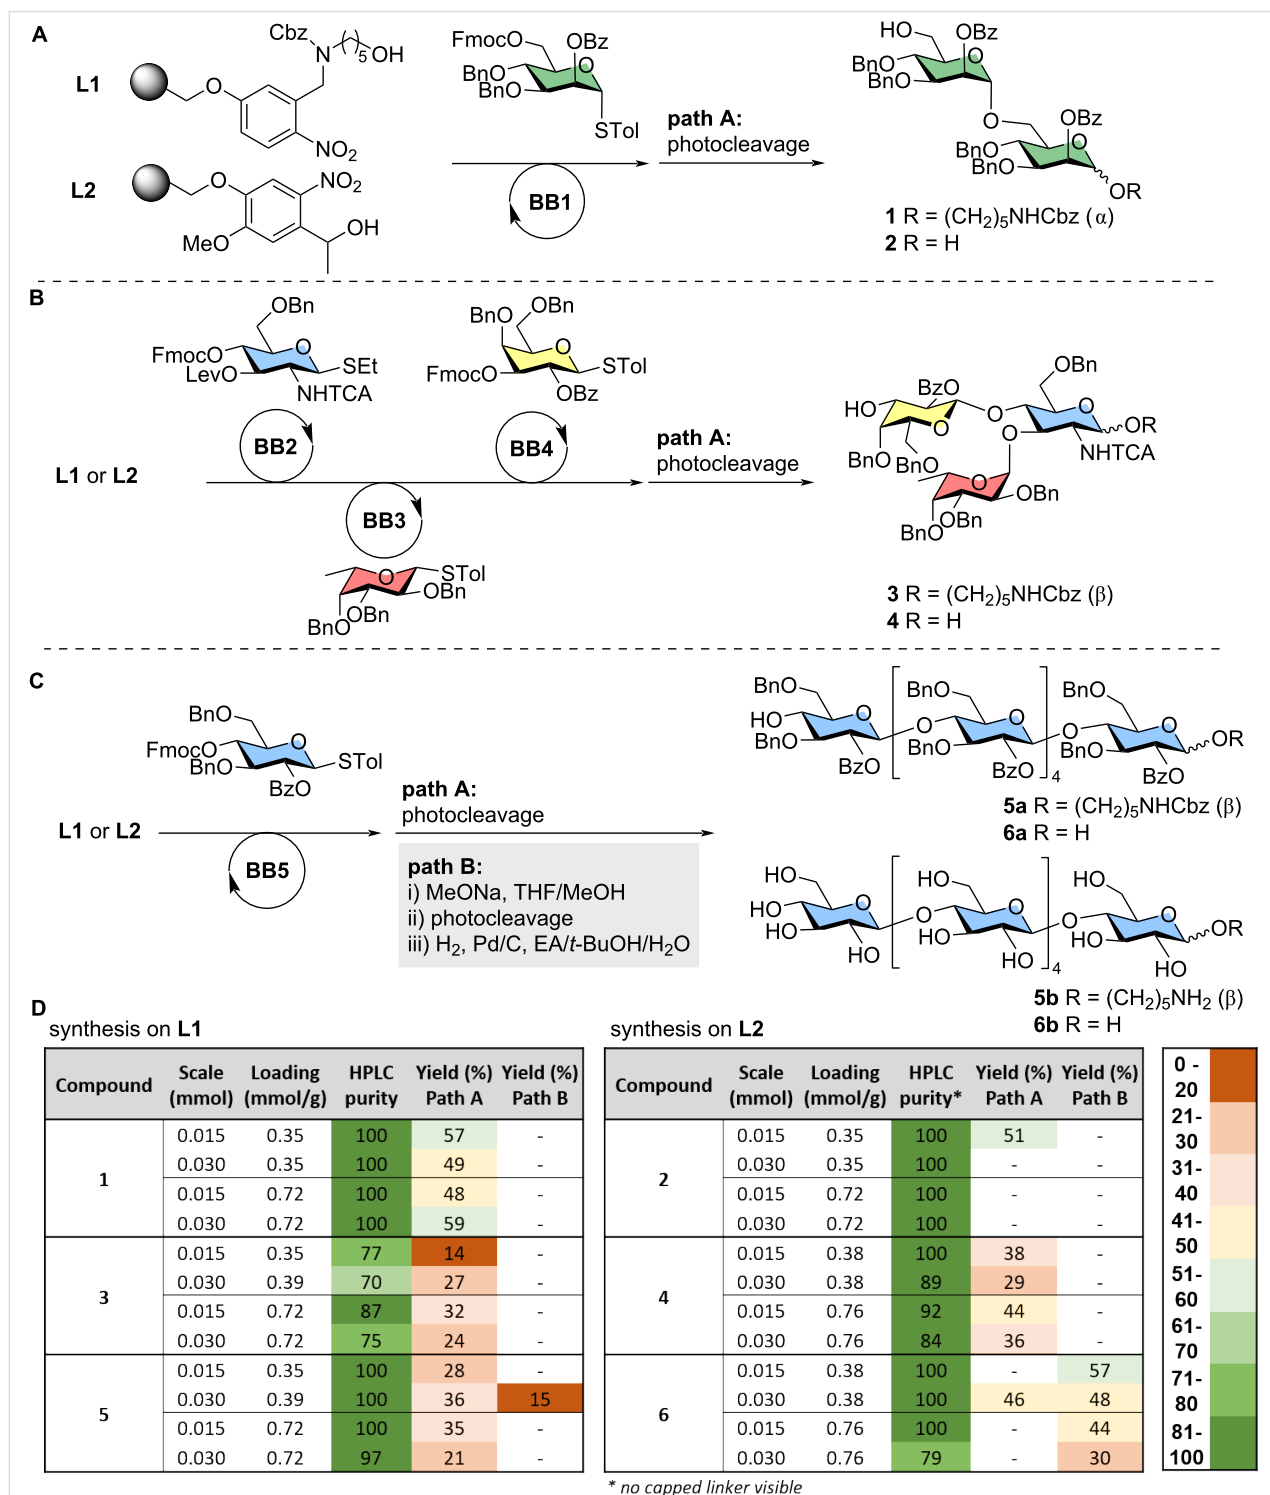 A
L1
Cbz
N
( )5
OH
O
NO2
L2
O
NO2
MeO
OH
FmocO
OBz
BnO
BnO
O
STol
BB1
path A:
photocleavage
HO
OBz
BnO
BnO
O
O
OBz
BnO
BnO
O
OR
1 R = (CH2)5NHCbz (α)
2 R = H
B
OBn
FmocO
LevO
O
SEt
NHTCA
BB2
BnO
OBn
FmocO
O
STol
OBz
BB4
L1 or L2
BB3
O
STol
OBn
OBn
BnO
path A:
photocleavage
OBn
BzO
HO
O
O
O
OR
O
NHTCA
BnO
BnO
O
OBn
OBn
BnO
3 R = (CH2)5NHCbz (β)
4 R = H
C
BnO
FmocO
BnO
O
STol
BzO
L1 or L2
BB5
path A:
photocleavage
path B:
i) MeONa, THF/MeOH
ii) photocleavage
iii) H2, Pd/C, EA/t-BuOH/H2O
BnO
HO
BnO
O
BzO
BnO
O
O
BnO
BzO
4
BnO
O
O
BnO
BzO
OR
5a R = (CH2)5NHCbz (β)
6a R = H
HO
HO
HO
O
HO
HO
O
O
HO
HO
4
HO
O
O
HO
HO
OR
5b R = (CH2)5NH2 (β)
6b R = H
D
synthesis on L1
Compound Scale (mmol) Loading (mmol/g) HPLC purity Yield (%) Path A Yield (%) Path B
1
0.015 0.35 100 57 -
0.030 0.35 100 49
0.015 0.72 100 48 -
0.030 0.72 100 59
3
0.015 0.35 77 14 -
0.030 0.39 70 27
0.015 0.72 87 32 -
0.030 0.72 75 24
5
0.015 0.35 100 28 -
0.030 0.39 100 36 15
0.015 0.72 100 35 -
0.030 0.72 97 21
synthesis on L2
Compound Scale (mmol) Loading (mmol/g) HPLC purity* Yield (%) Path A Yield (%) Path B
2
0.015 0.35 100 51 -
0.030 0.35 100 -
0.015 0.72 100 - -
0.030 0.72 100 -
4
0.015 0.38 100 38 -
0.030 0.38 89 29
0.015 0.76 92 44 -
0.030 0.76 84 36
6
0.015 0.38 100 - 57
0.030 0.38 100 46 48
0.015 0.76 100 - 44
0.030 0.76 79 - 30
* no capped linker visible
0 -
20
21-
30
31-
40
41-
50
51-
60
61-
70
71-
80
81-
100